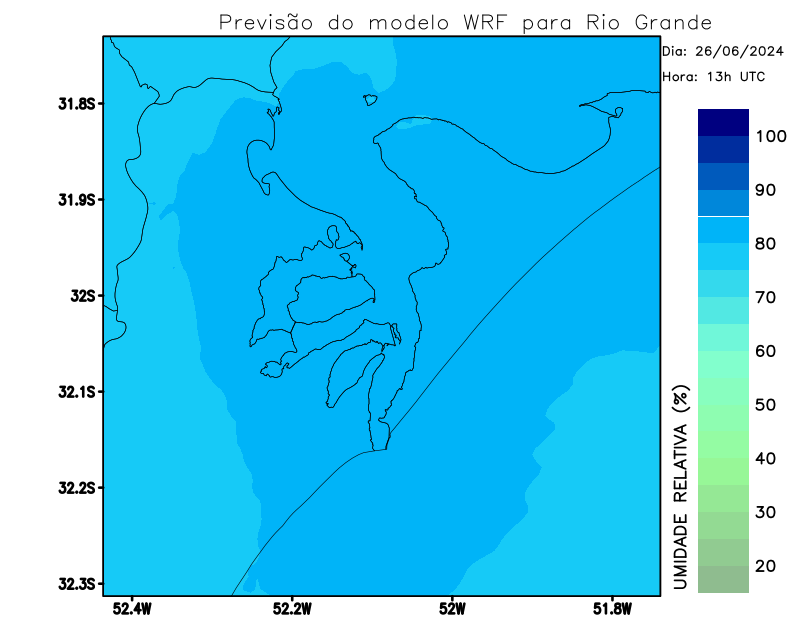 Previsão do modelo WRF para Rio Grande
Dia: 26/06/2024
Hora: 13h UTC
31.8S
31.9S
32S
32.1S
32.2S
32.3S
52.4W
52.2W
52W
51.8W
100
90
80
70
60
50
40
30
20
UMIDADE RELATIVA (%)